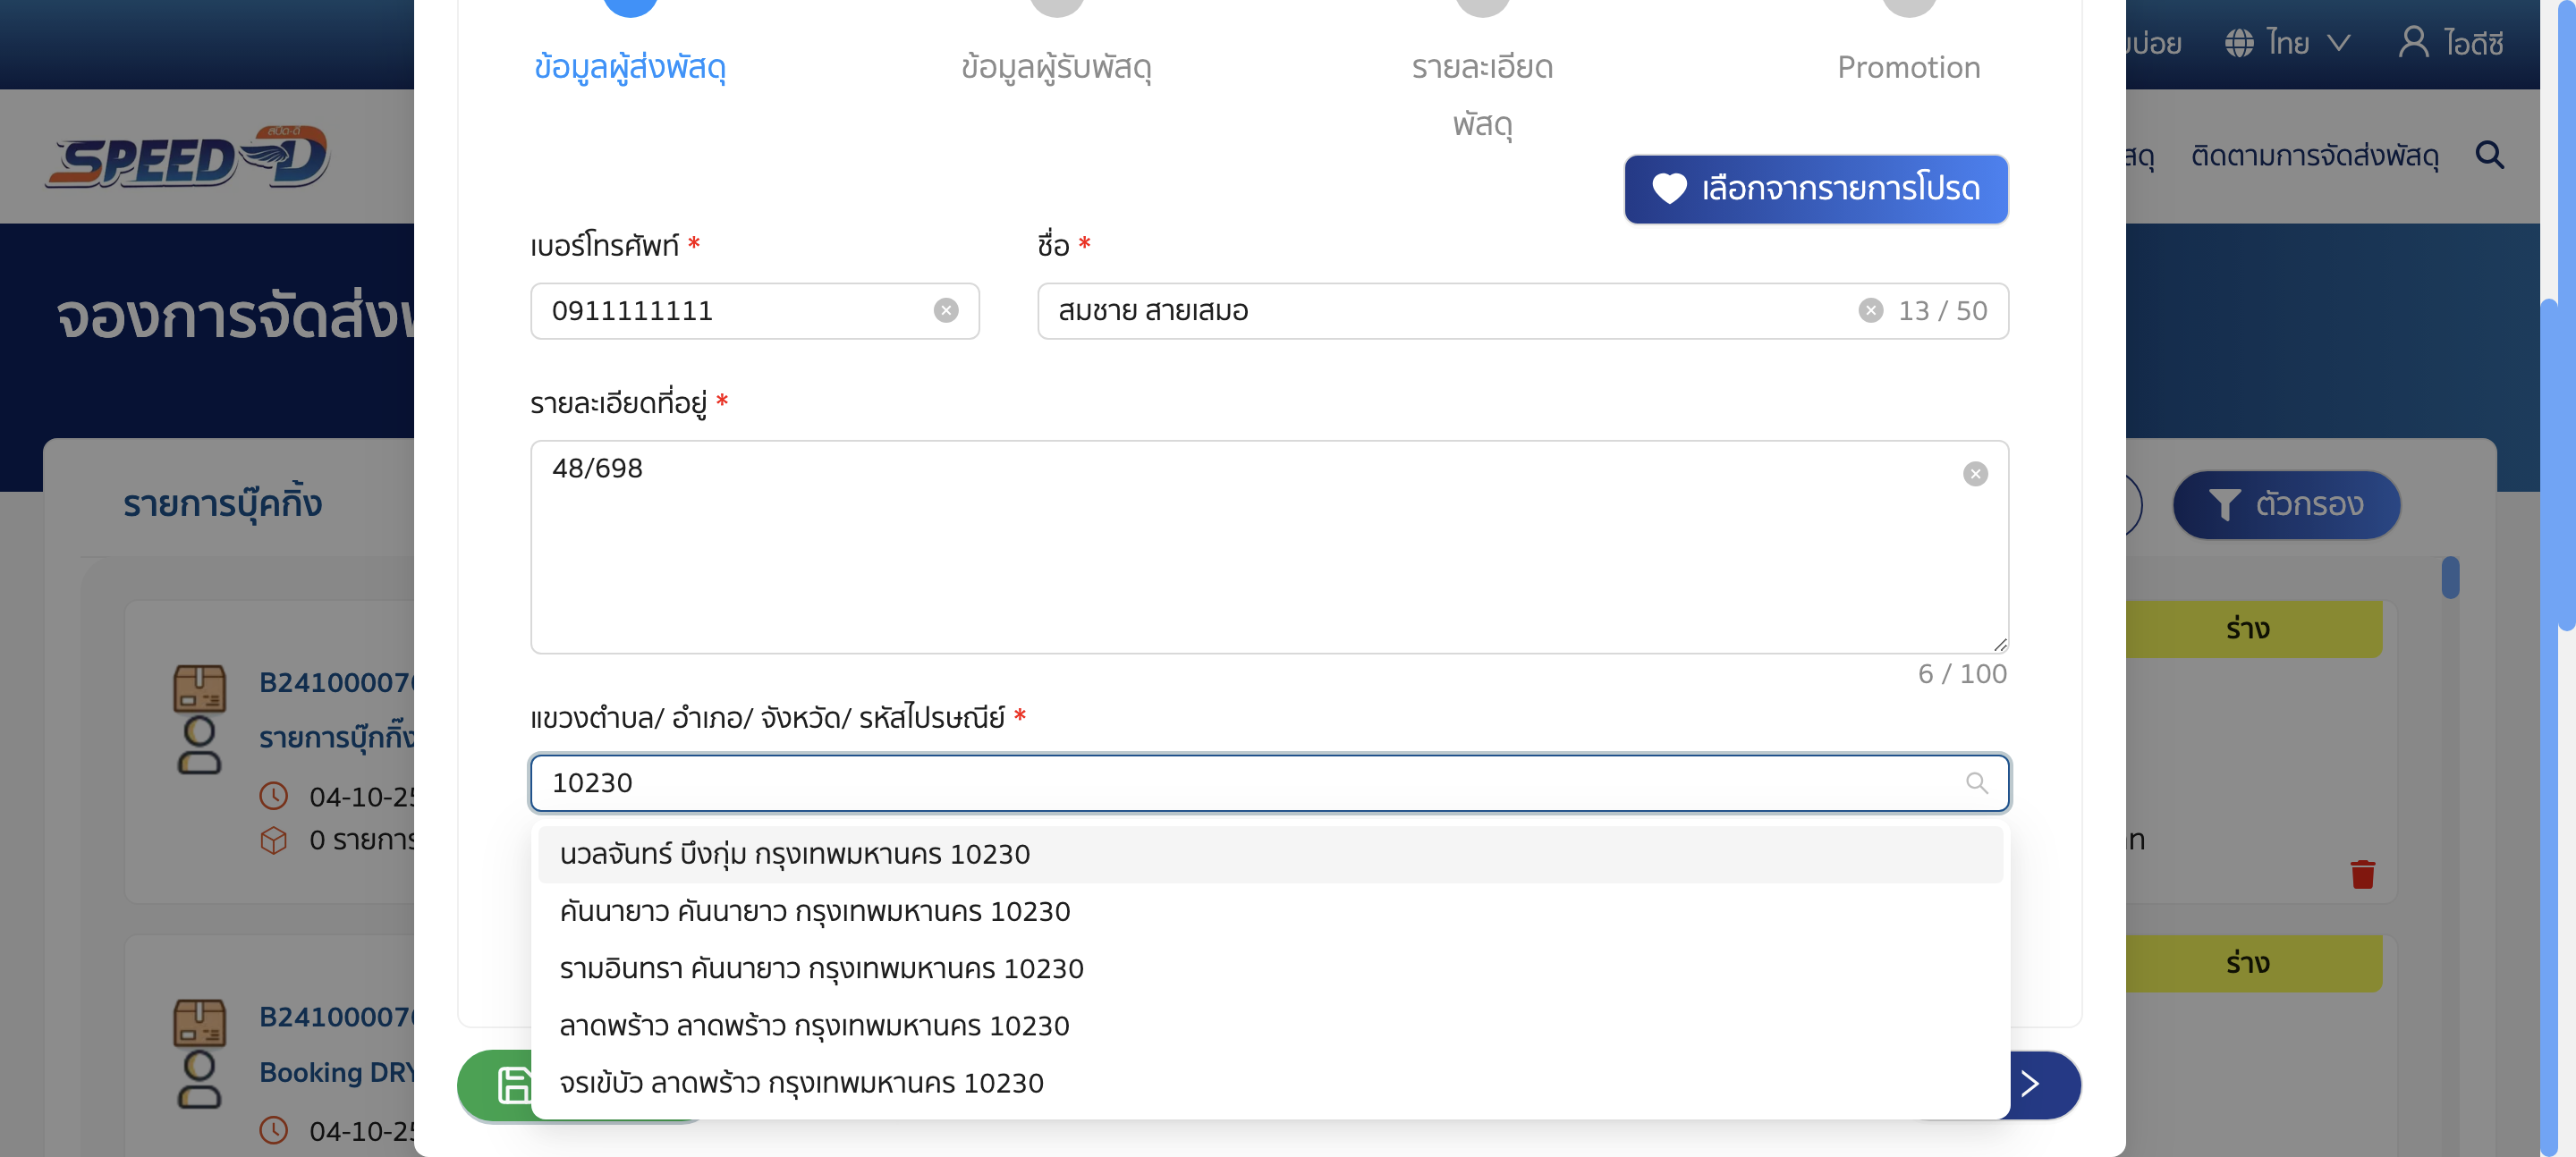 ข้อมูลผู้ส่งพัสดุ
ข้อมูลผู้รับพัสดุ
รายละเอียด
พัสดุ
Promotion
ไทย
ไอดีซี
สปีด-ดี
SPEED-D
ติดตามการจัดส่งพัสดุ
เลือกจากรายการโปรด
เบอร์โทรศัพท์ *
ชื่อ *
0911111111
สมชาย สายเสมอ
13 / 50
จองการจัดส่งพ
รายละเอียดที่อยู่ *
48/698
6 / 100
รายการบุ๊คกิ้ง
ตัวกรอง
ร่าง
B24100007
รายการบุ๊กกิ๊ง
04-10-25
0 รายการ
แขวงตำบล/ อำเภอ/ จังหวัด/ รหัสไปรษณีย์ *
10230
นวลจันทร์ บึงกุ่ม กรุงเทพมหานคร 10230
คันนายาว คันนายาว กรุงเทพมหานคร 10230
รามอินทรา คันนายาว กรุงเทพมหานคร 10230
ลาดพร้าว ลาดพร้าว กรุงเทพมหานคร 10230
จรเข้บัว ลาดพร้าว กรุงเทพมหานคร 10230
ร่าง
B24100007
Booking DRY
04-10-25